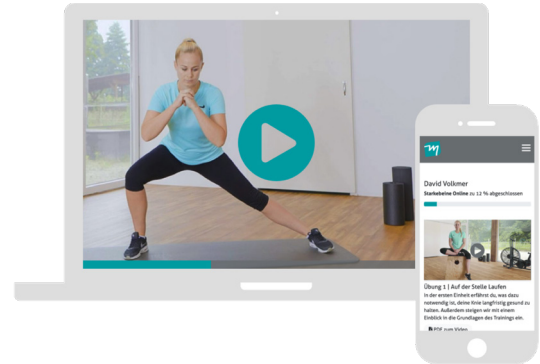 m
David Volkmer
Starkebeine Online zu 12 % abgeschlossen
Übung 1 | Auf der Stelle Laufen
In der ersten Einheit erfährst du, was dazu
notwendig ist, deine Knie langfristig gesund zu
halten. Außerdem steigen wir mit einem
Einblick in die Grundlagen des Trainings ein.
PDF zum Video